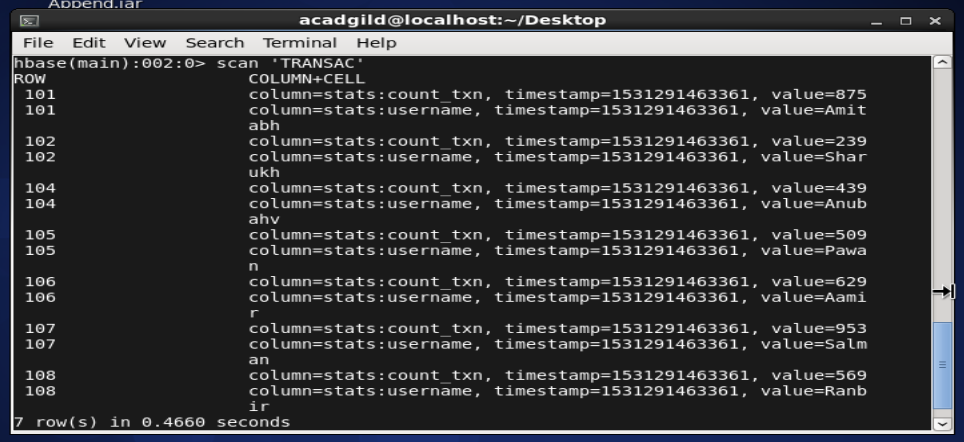 Append.jar
acadgild@localhost:~/Desktop
File Edit View Search Terminal Help
hbase(main):002:0> scan 'TRANSAC'
ROW COLUMN+CELL
101 column=stats:count_txn, timestamp=1531291463361, value=875
101 column=stats:username, timestamp=1531291463361, value=Amit
abh
102 column=stats:count_txn, timestamp=1531291463361, value=239
102 column=stats:username, timestamp=1531291463361, value=Shar
ukh
104 column=stats:count_txn, timestamp=1531291463361, value=439
104 column=stats:username, timestamp=1531291463361, value=Anub
ahv
105 column=stats:count_txn, timestamp=1531291463361, value=509
105 column=stats:username, timestamp=1531291463361, value=Pawa
n
106 column=stats:count_txn, timestamp=1531291463361, value=629
106 column=stats:username, timestamp=1531291463361, value=Aami
r
107 column=stats:count_txn, timestamp=1531291463361, value=953
107 column=stats:username, timestamp=1531291463361, value=Salm
an
108 column=stats:count_txn, timestamp=1531291463361, value=569
108 column=stats:username, timestamp=1531291463361, value=Ranb
ir
7 row(s) in 0.4660 seconds